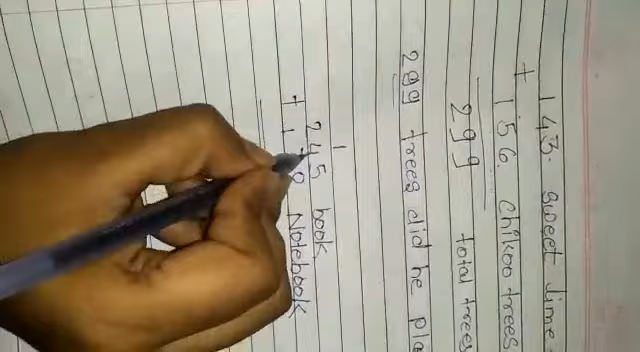 143. sweet lime
+ 156. chikoo trees
299 total trees
299 trees did he pla
1
245 book
+ 1 8 Notebook